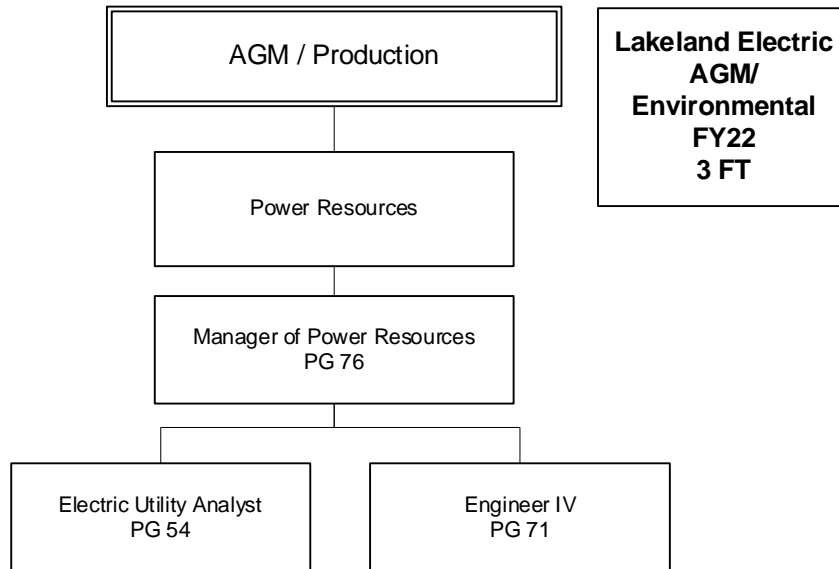 AGM / Production
Lakeland Electric
AGM/
Environmental
FY22
3 FT
Power Resources
Manager of Power Resources
PG 76
Electric Utility Analyst
PG 54
Engineer IV
PG 71